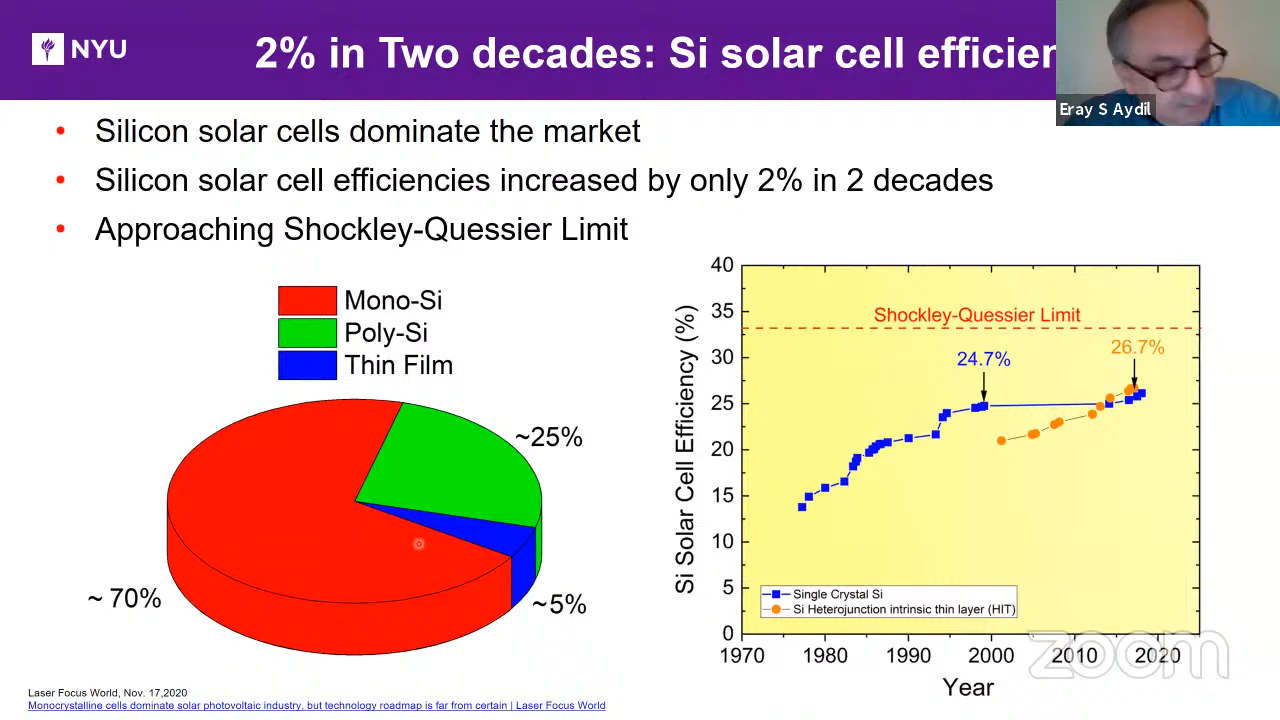 NYU
2% in Two decades: Si solar cell efficien
Eray S Aydil
• Silicon solar cells dominate the market
• Silicon solar cell efficiencies increased by only 2% in 2 decades
• Approaching Shockley-Quessier Limit
Mono-Si
Poly-Si
Thin Film
~25%
~ 70%
~5%
40
35
30
25
20
15
10
5
0
Si Solar Cell Efficiency (%)
Shockley-Quessier Limit
24.7%
26.7%
Single Crystal Si
Si Heterojunction intrinsic thin layer (HIT)
1970 1980 1990 2000 2010 2020
Year
zoom
Laser Focus World, Nov. 17,2020
Monocrystalline cells dominate solar photovoltaic industry, but technology roadmap is far from certain | Laser Focus World